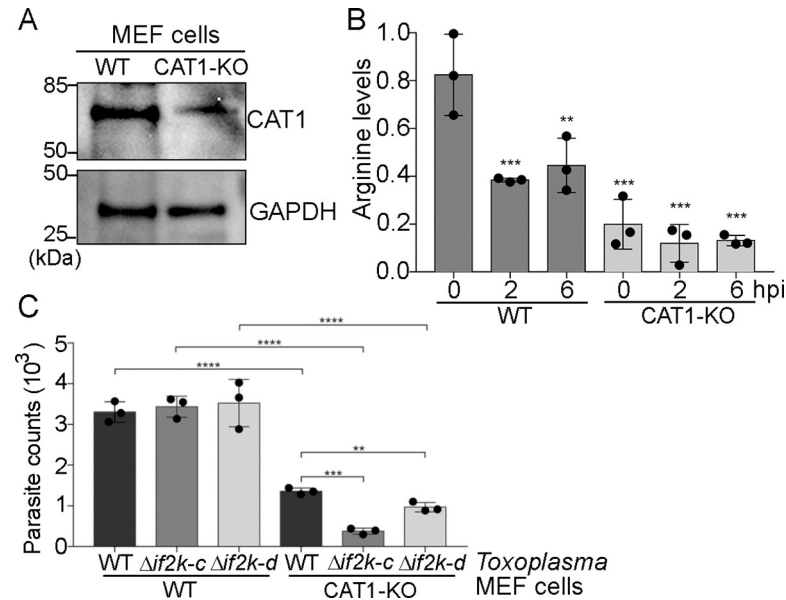 A
MEF cells
WT CAT1-KO
85
CAT1
50
50
GAPDH
25
(kDa)
B
Arginine levels
1.0
0.8
0.6
0.4
0.2
0.0
*** ** *** *** ***
0 2 6 0 2 6 hpi
WT CAT1-KO
C
Parasite counts (10³)
5
4
3
2
1
0
****
****
****
**
***
WT Δif2k-c Δif2k-d WT Δif2k-c Δif2k-d Toxoplasma
WT CAT1-KO MEF cells